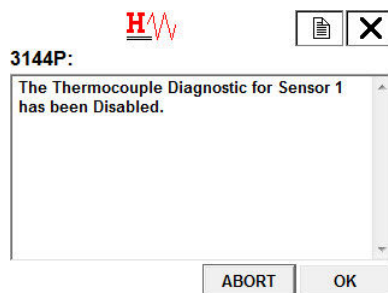 H
3144P:
The Thermocouple Diagnostic for Sensor 1
has been Disabled.
ABORT
OK